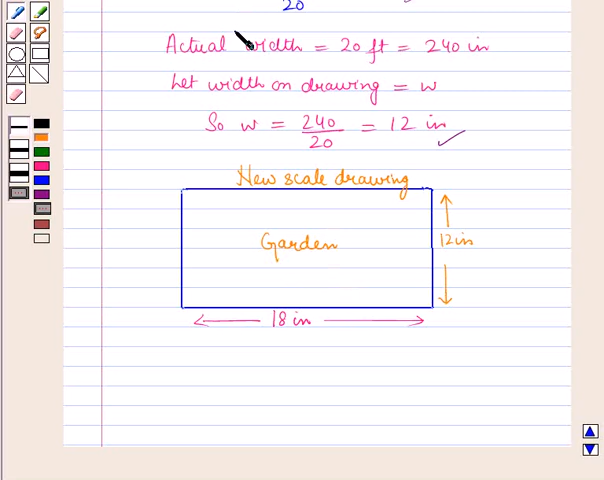 20
Actual width = 20 ft = 240 in
Let width on drawing = w
So w = 240/20 = 12 in
New scale drawing
Garden
12 in
18 in